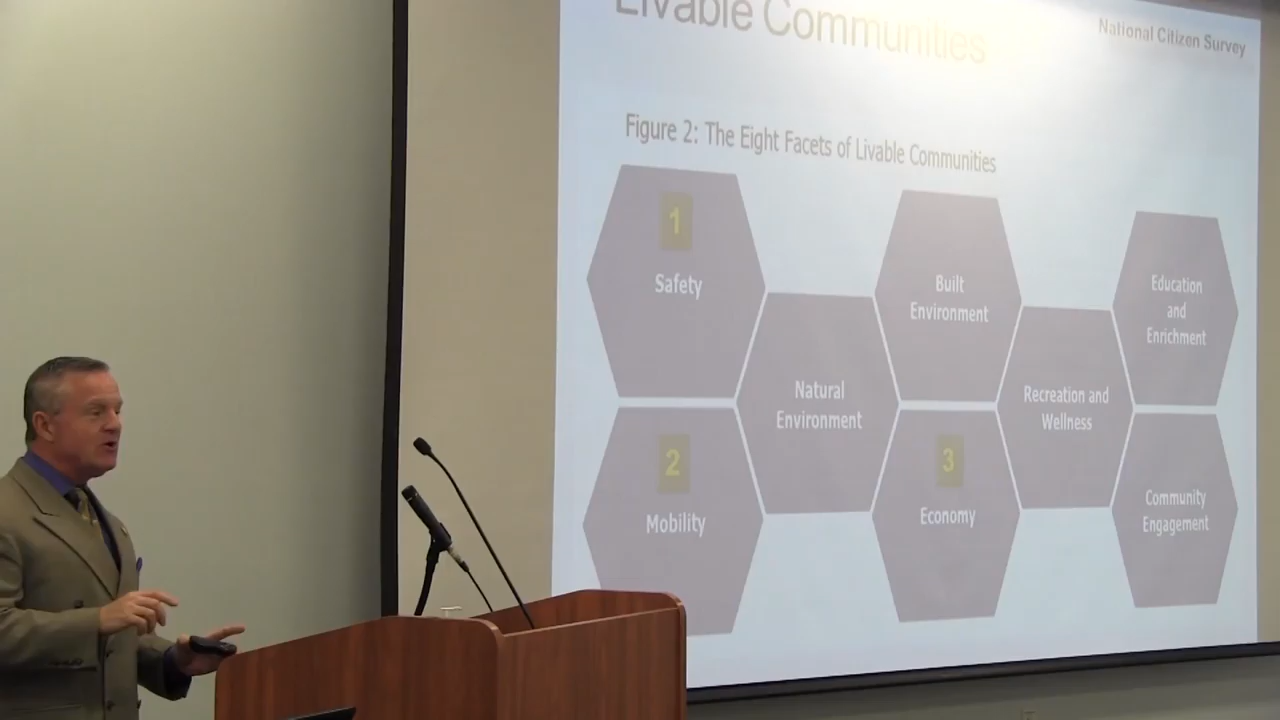 Livable Communities
National Citizen Survey
Figure 2: The Eight Facets of Livable Communities
1
Safety
Built
Environment
Education
and
Enrichment
Natural
Environment
Recreation and
Wellness
2
Mobility
3
Economy
Community
Engagement